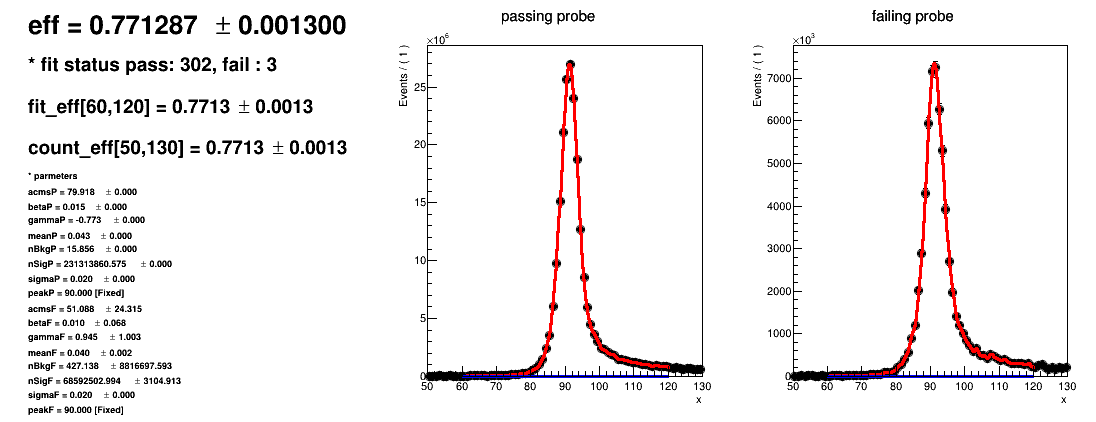 eff = 0.771287 ± 0.001300
* fit status pass: 302, fail : 3
fit_eff[60,120] = 0.7713 ± 0.0013
count_eff[50,130] = 0.7713 ± 0.0013
* parmeters
acmsP = 79.918 ± 0.000
betaP = 0.015 ± 0.000
gammaP = -0.773 ± 0.000
meanP = 0.043 ± 0.000
nBkgP = 15.856 ± 0.000
nSigP = 231313860.575 ± 0.000
sigmaP = 0.020 ± 0.000
peakP = 90.000 [Fixed]
acmsF = 51.088 ± 24.315
betaF = 0.010 ± 0.068
gammaF = 0.945 ± 1.003
meanF = 0.040 ± 0.002
nBkgF = 427.138 ± 8816697.593
nSigF = 68592502.994 ± 3104.913
sigmaF = 0.020 ± 0.000
peakF = 90.000 [Fixed]
passing probe
×10⁶
Events / ( 1 )
25
20
15
10
5
0
50 60 70 80 90 100 110 120 130
x
failing probe
×10³
Events / ( 1 )
7000
6000
5000
4000
3000
2000
1000
0
50 60 70 80 90 100 110 120 130
x